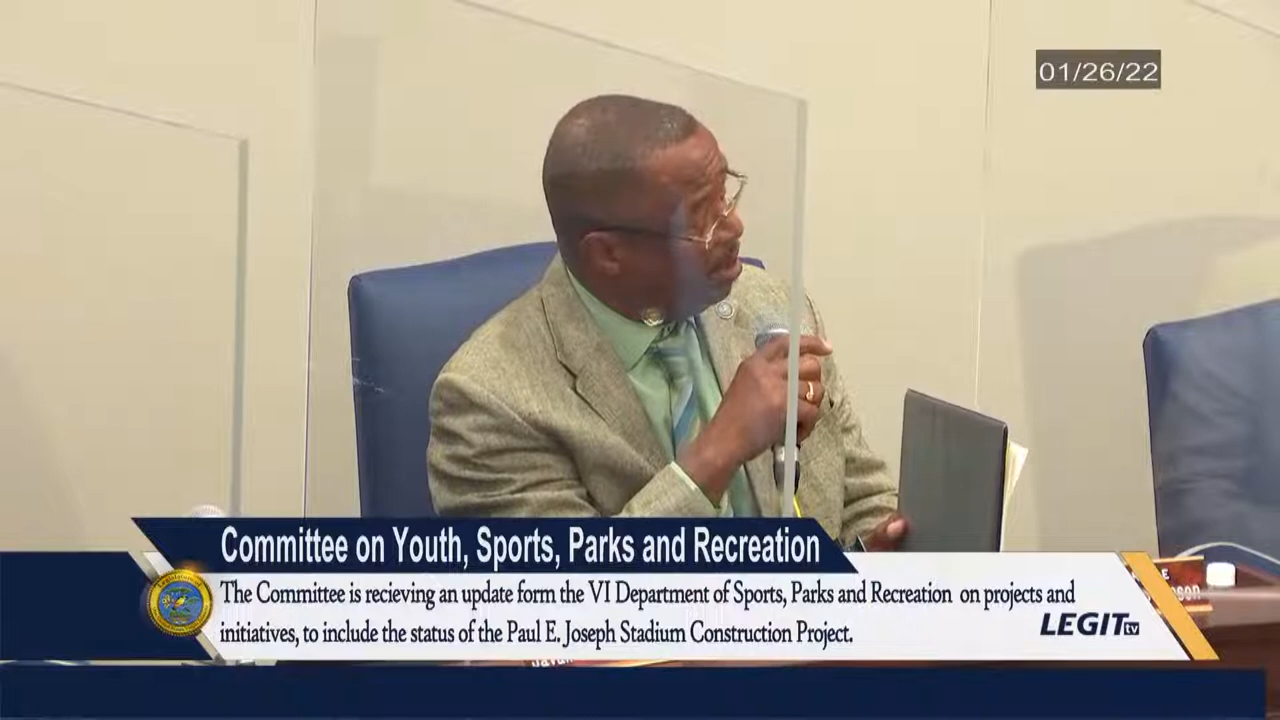 01/26/22
Committee on Youth, Sports, Parks and Recreation
The Committee is recieving an update form the VI Department of Sports, Parks and Recreation on projects and
initiatives, to include the status of the Paul E. Joseph Stadium Construction Project.
LEGIT tv